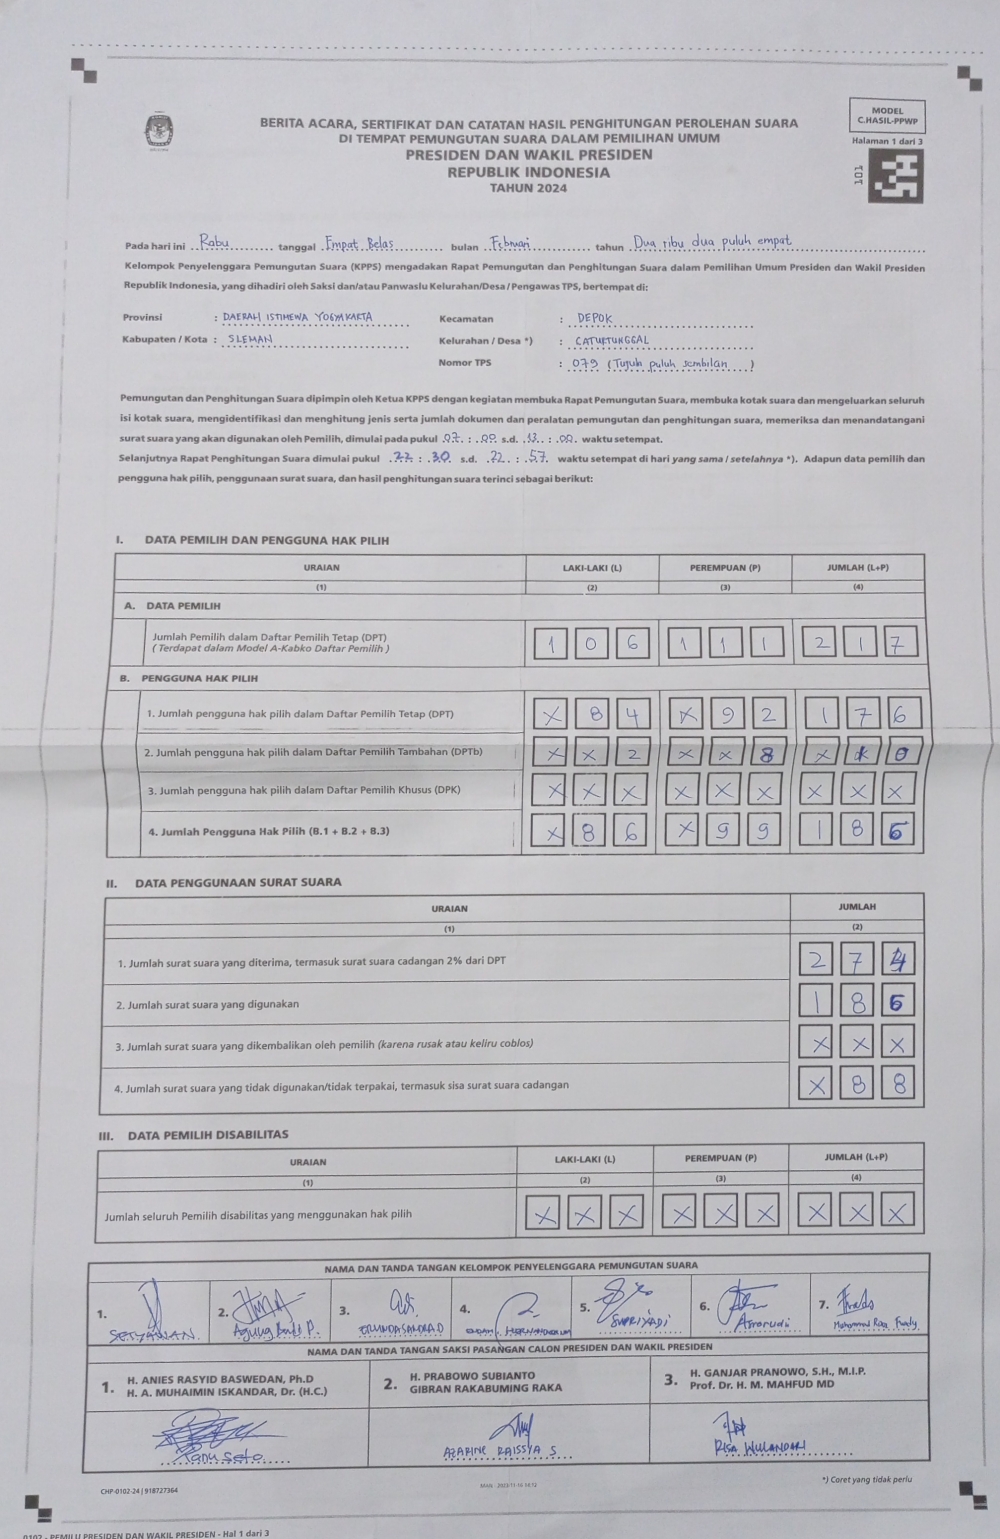 MODEL
C.HASIL-PPWP
Halaman 1 dari 3
101
BERITA ACARA, SERTIFIKAT DAN CATATAN HASIL PENGHITUNGAN PEROLEHAN SUARA
DI TEMPAT PEMUNGUTAN SUARA DALAM PEMILIHAN UMUM
PRESIDEN DAN WAKIL PRESIDEN
REPUBLIK INDONESIA
TAHUN 2024
Pada hari ini Rabu tanggal Empat Belas bulan Februari tahun Dua ribu dua puluh empat
Kelompok Penyelenggara Pemungutan Suara (KPPS) mengadakan Rapat Pemungutan dan Penghitungan Suara dalam Pemilihan Umum Presiden dan Wakil Presiden
Republik Indonesia, yang dihadiri oleh Saksi dan/atau Panwaslu Kelurahan/Desa / Pengawas TPS, bertempat di:
Provinsi : DAERAH ISTIMEWA YOGYAKARTA Kecamatan : DEPOK
Kabupaten / Kota : SLEMAN Kelurahan / Desa *) : CATURTUNGGAL
Nomor TPS : 079 (Tujuh puluh sembilan)
Pemungutan dan Penghitungan Suara dipimpin oleh Ketua KPPS dengan kegiatan membuka Rapat Pemungutan Suara, membuka kotak suara dan mengeluarkan seluruh
isi kotak suara, mengidentifikasi dan menghitung jenis serta jumlah dokumen dan peralatan pemungutan dan penghitungan suara, memeriksa dan menandatangani
surat suara yang akan digunakan oleh Pemilih, dimulai pada pukul 07 : 00 s.d. 13 : 00 waktu setempat.
Selanjutnya Rapat Penghitungan Suara dimulai pukul 22 : 30 s.d. 22 : 57 waktu setempat di hari yang sama / setelahnya *). Adapun data pemilih dan
pengguna hak pilih, penggunaan surat suara, dan hasil penghitungan suara terinci sebagai berikut:
I. DATA PEMILIH DAN PENGGUNA HAK PILIH
URAIAN LAKI-LAKI (L) PEREMPUAN (P) JUMLAH (L+P)
(1) (2) (3) (4)
A. DATA PEMILIH
Jumlah Pemilih dalam Daftar Pemilih Tetap (DPT) 1 0 6 1 1 1 2 1 7
( Terdapat dalam Model A-Kabko Daftar Pemilih )
B. PENGGUNA HAK PILIH
1. Jumlah pengguna hak pilih dalam Daftar Pemilih Tetap (DPT) X 8 4 X 9 2 1 7 6
2. Jumlah pengguna hak pilih dalam Daftar Pemilih Tambahan (DPTb) X X 2 X X 8 X 0
3. Jumlah pengguna hak pilih dalam Daftar Pemilih Khusus (DPK) X X X X X X X X X
4. Jumlah Pengguna Hak Pilih (B.1 + B.2 + B.3) X 8 6 X 9 9 1 8 6
II. DATA PENGGUNAAN SURAT SUARA
URAIAN JUMLAH
(1) (2)
1. Jumlah surat suara yang diterima, termasuk surat suara cadangan 2% dari DPT 2 7 4
2. Jumlah surat suara yang digunakan 1 8 6
3. Jumlah surat suara yang dikembalikan oleh pemilih (karena rusak atau keliru coblos) X X X
4. Jumlah surat suara yang tidak digunakan/tidak terpakai, termasuk sisa surat suara cadangan X 8 8
III. DATA PEMILIH DISABILITAS
URAIAN LAKI-LAKI (L) PEREMPUAN (P) JUMLAH (L+P)
(1) (2) (3) (4)
Jumlah seluruh Pemilih disabilitas yang menggunakan hak pilih X X X X X X X X X
NAMA DAN TANDA TANGAN KELOMPOK PENYELENGGARA PEMUNGUTAN SUARA
1. 2. 3. 4. 5. 6. 7.
SETYAWAN SUPRIYADI Asrorudi
NAMA DAN TANDA TANGAN SAKSI PASANGAN CALON PRESIDEN DAN WAKIL PRESIDEN
1. H. ANIES RASYID BASWEDAN, Ph.D
H. A. MUHAIMIN ISKANDAR, Dr. (H.C.)
2. H. PRABOWO SUBIANTO
GIBRAN RAKABUMING RAKA
3. H. GANJAR PRANOWO, S.H., M.I.P.
Prof. Dr. H. M. MAHFUD MD
AZARINE RAISSYA S RISA WULANDARI
*) Coret yang tidak perlu
CHP-0102-24 | 918727364
0102 - PEMILU PRESIDEN DAN WAKIL PRESIDEN - Hal 1 dari 3